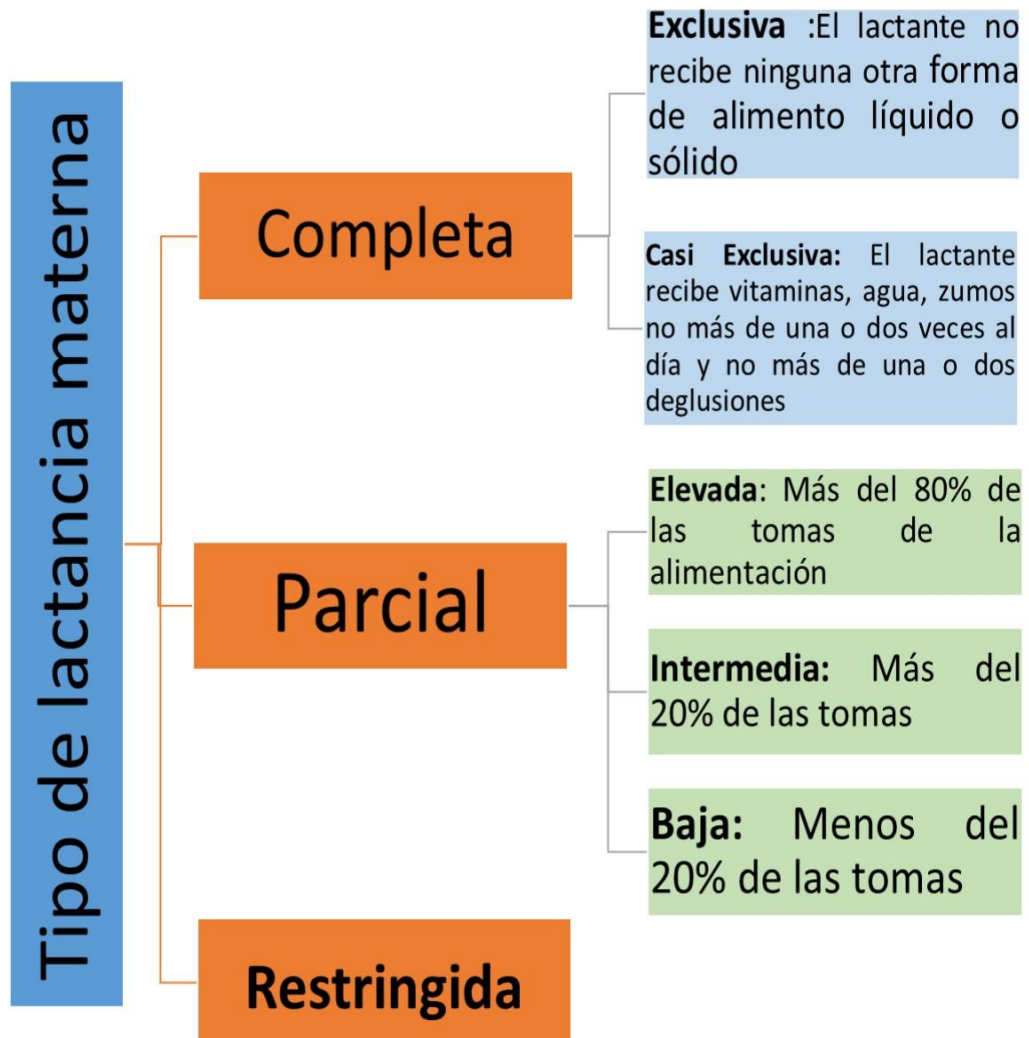 Tipo de lactancia materna
Completa
Exclusiva :El lactante no
recibe ninguna otra forma
de alimento líquido o
sólido
Casi Exclusiva: El lactante
recibe vitaminas, agua, zumos
no más de una o dos veces al
día y no más de una o dos
deglusiones
Parcial
Elevada: Más del 80% de
las tomas de la
alimentación
Intermedia: Más del
20% de las tomas
Baja: Menos del
20% de las tomas
Restringida